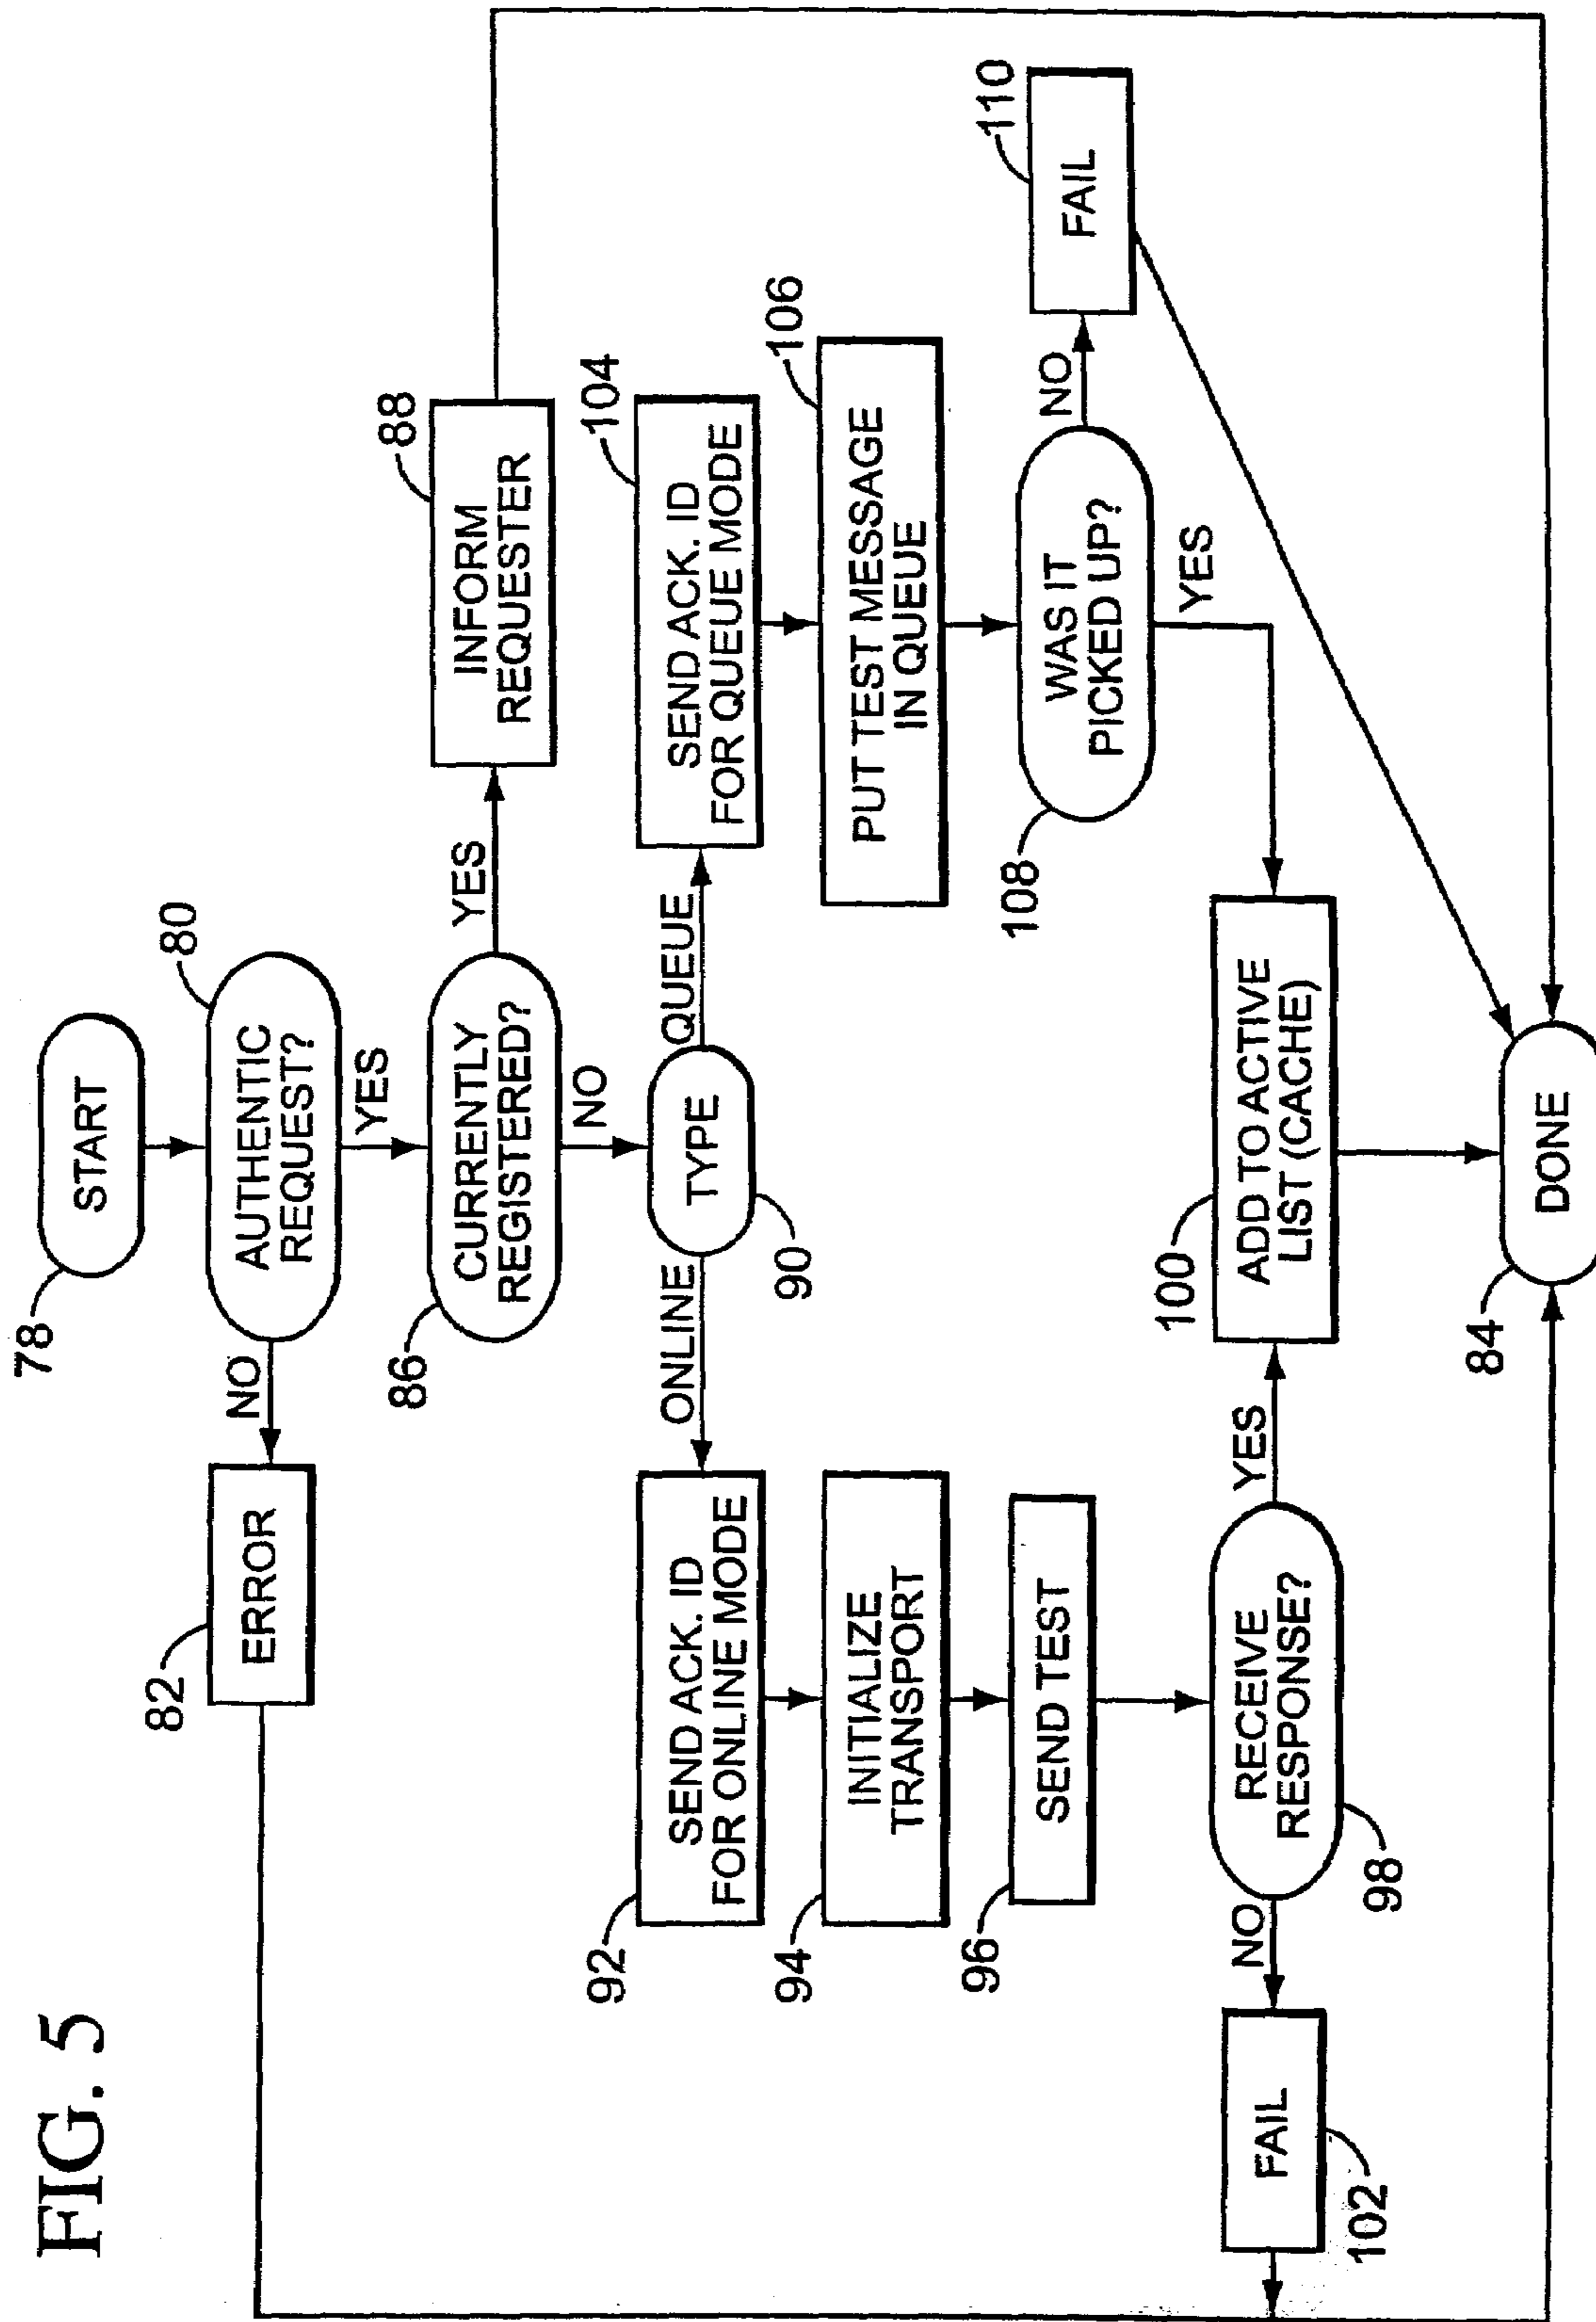 FIG. 5
78
START
80
AUTHENTIC
REQUEST?
NO
YES
82
ERROR
86
CURRENTLY
REGISTERED?
YES
NO
88
INFORM
REQUESTER
TYPE
90
ONLINE
QUEUE
92
SEND ACK. ID
FOR ONLINE MODE
94
INITIALIZE
TRANSPORT
96
SEND TEST
RECEIVE
RESPONSE?
98
NO
YES
FAIL
102
104
SEND ACK. ID
FOR QUEUE MODE
106
PUT TEST MESSAGE
IN QUEUE
108
WAS IT
PICKED UP?
NO
YES
110
FAIL
100
ADD TO ACTIVE
LIST (CACHE)
84
DONE